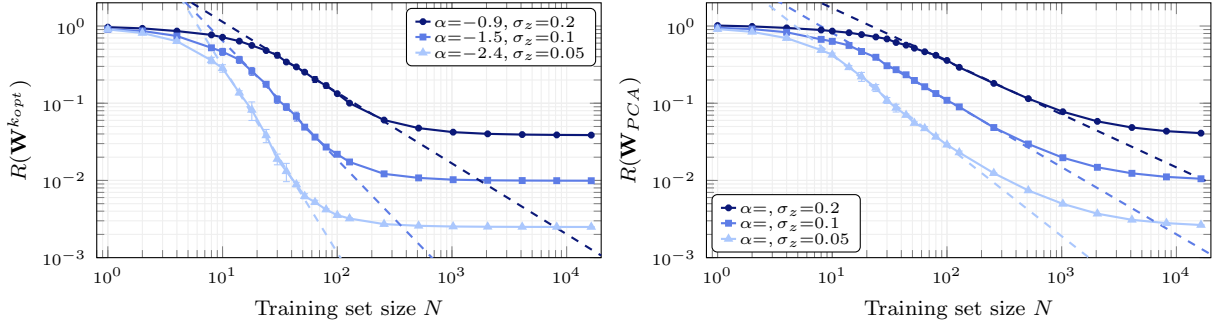 10^0
10^−1
10^−2
10^−3
R(W^{k_{opt}})
α=−0.9, σ_z=0.2
α=−1.5, σ_z=0.1
α=−2.4, σ_z=0.05
10^0 10^1 10^2 10^3 10^4
Training set size N
10^0
10^−1
10^−2
10^−3
R(W_{PCA})
α=, σ_z=0.2
α=, σ_z=0.1
α=, σ_z=0.05
10^0 10^1 10^2 10^3 10^4
Training set size N